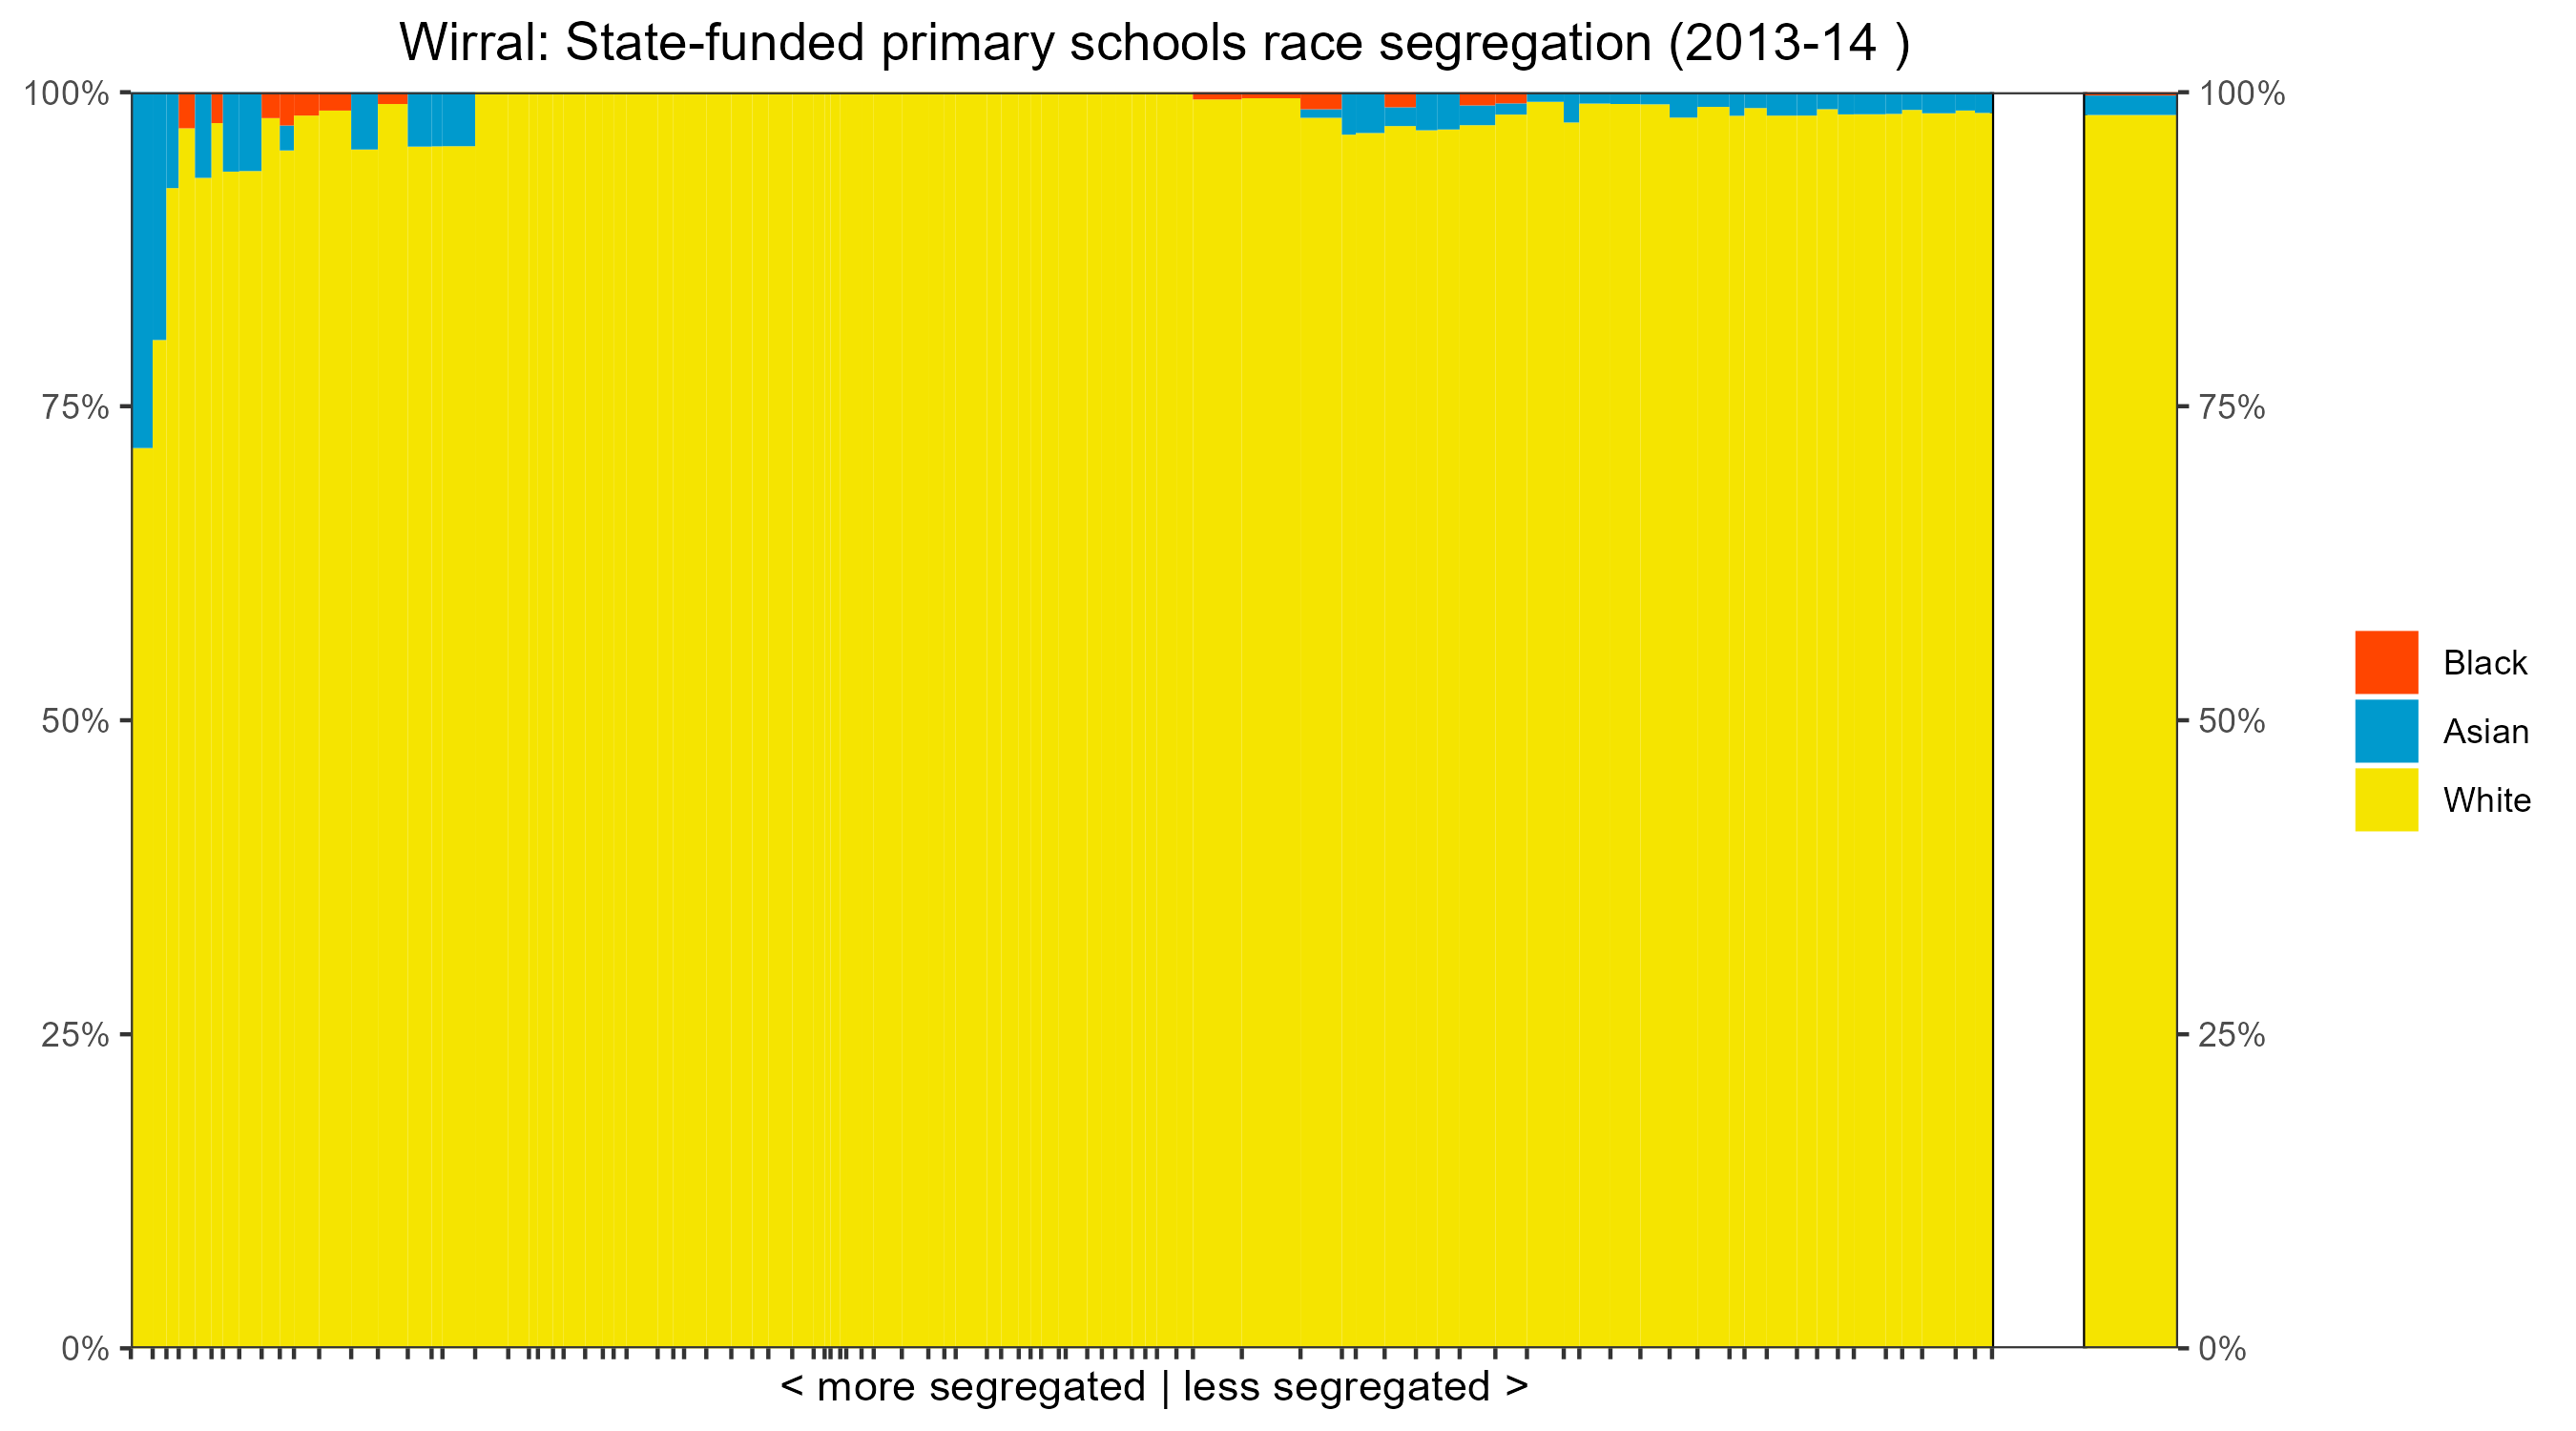 Wirral: State-funded primary schools race segregation (2013-14 )
100%
75%
50%
25%
0%
100%
75%
50%
25%
0%
Black
Asian
White
< more segregated | less segregated >